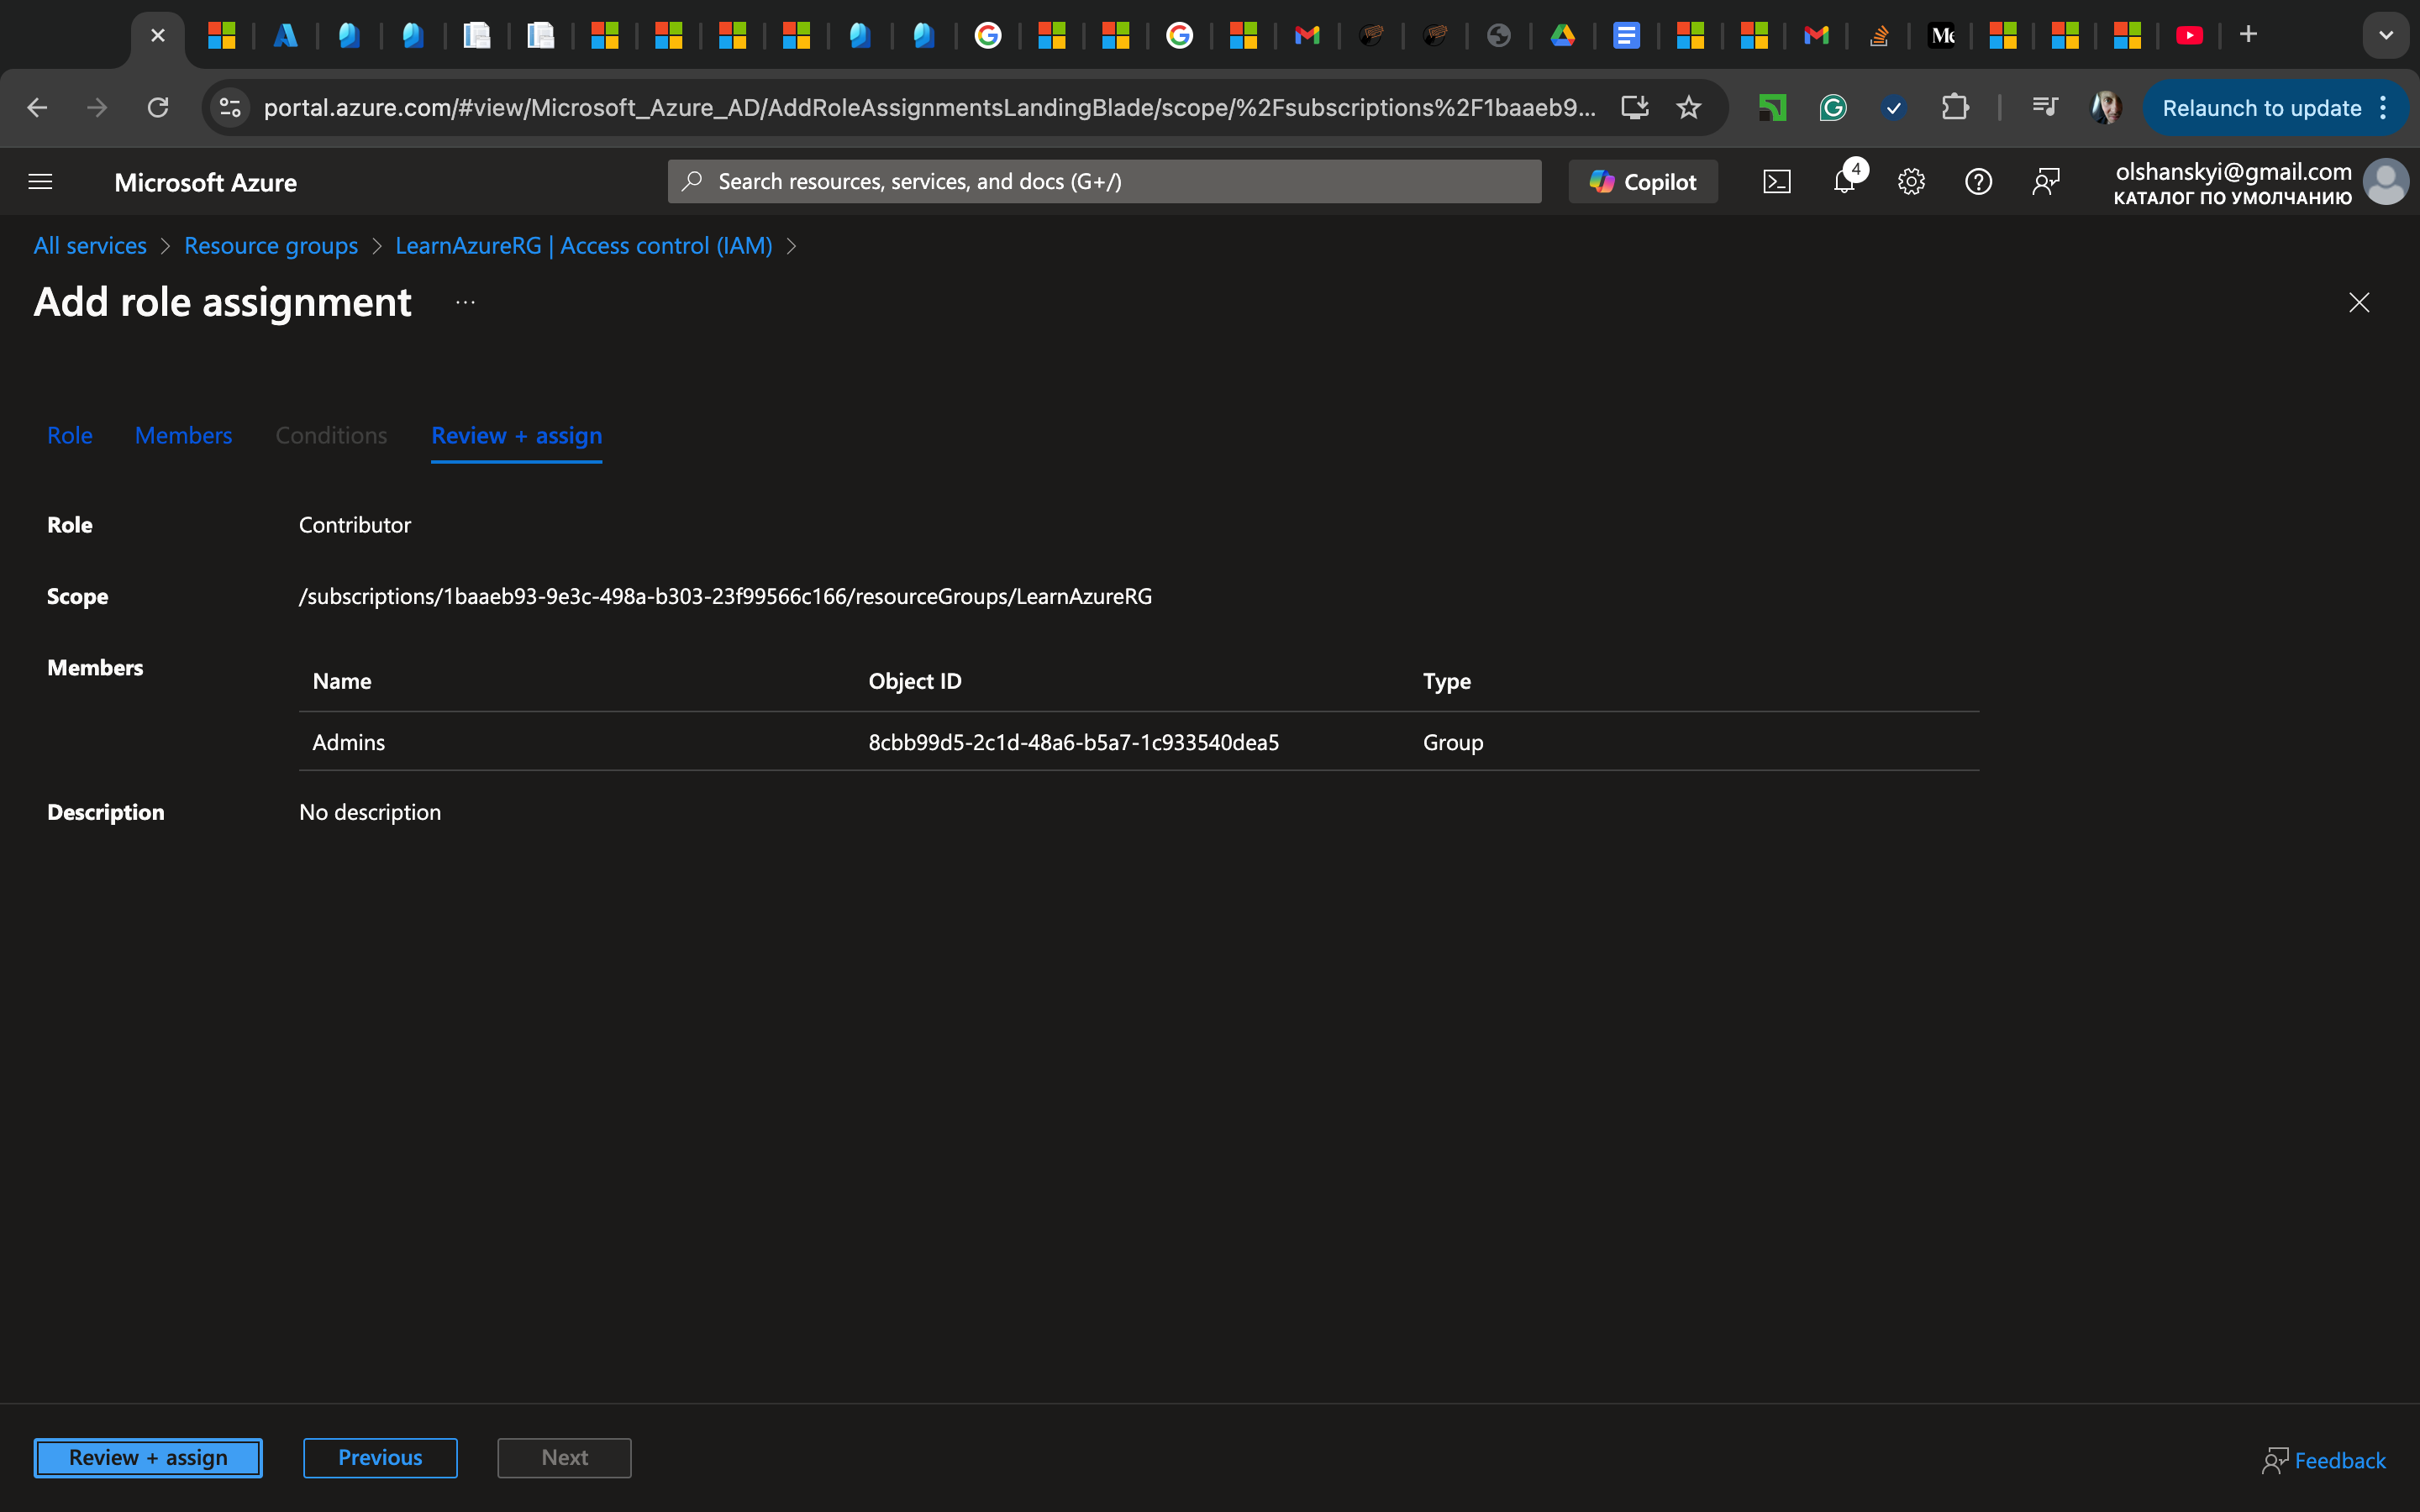 portal.azure.com/#view/Microsoft_Azure_AD/AddRoleAssignmentsLandingBlade/scope/%2Fsubscriptions%2F1baaeb9...
Relaunch to update
Microsoft Azure
Search resources, services, and docs (G+/)
Copilot
4
olshanskyi@gmail.com
КАТАЛОГ ПО УМОЛЧАНИЮ
All services > Resource groups > LearnAzureRG | Access control (IAM) >
Add role assignment ...
Role Members Conditions Review + assign
Role Contributor
Scope /subscriptions/1baaeb93-9e3c-498a-b303-23f99566c166/resourceGroups/LearnAzureRG
Members
Name Object ID Type
Admins 8cbb99d5-2c1d-48a6-b5a7-1c933540dea5 Group
Description No description
Review + assign Previous Next Feedback